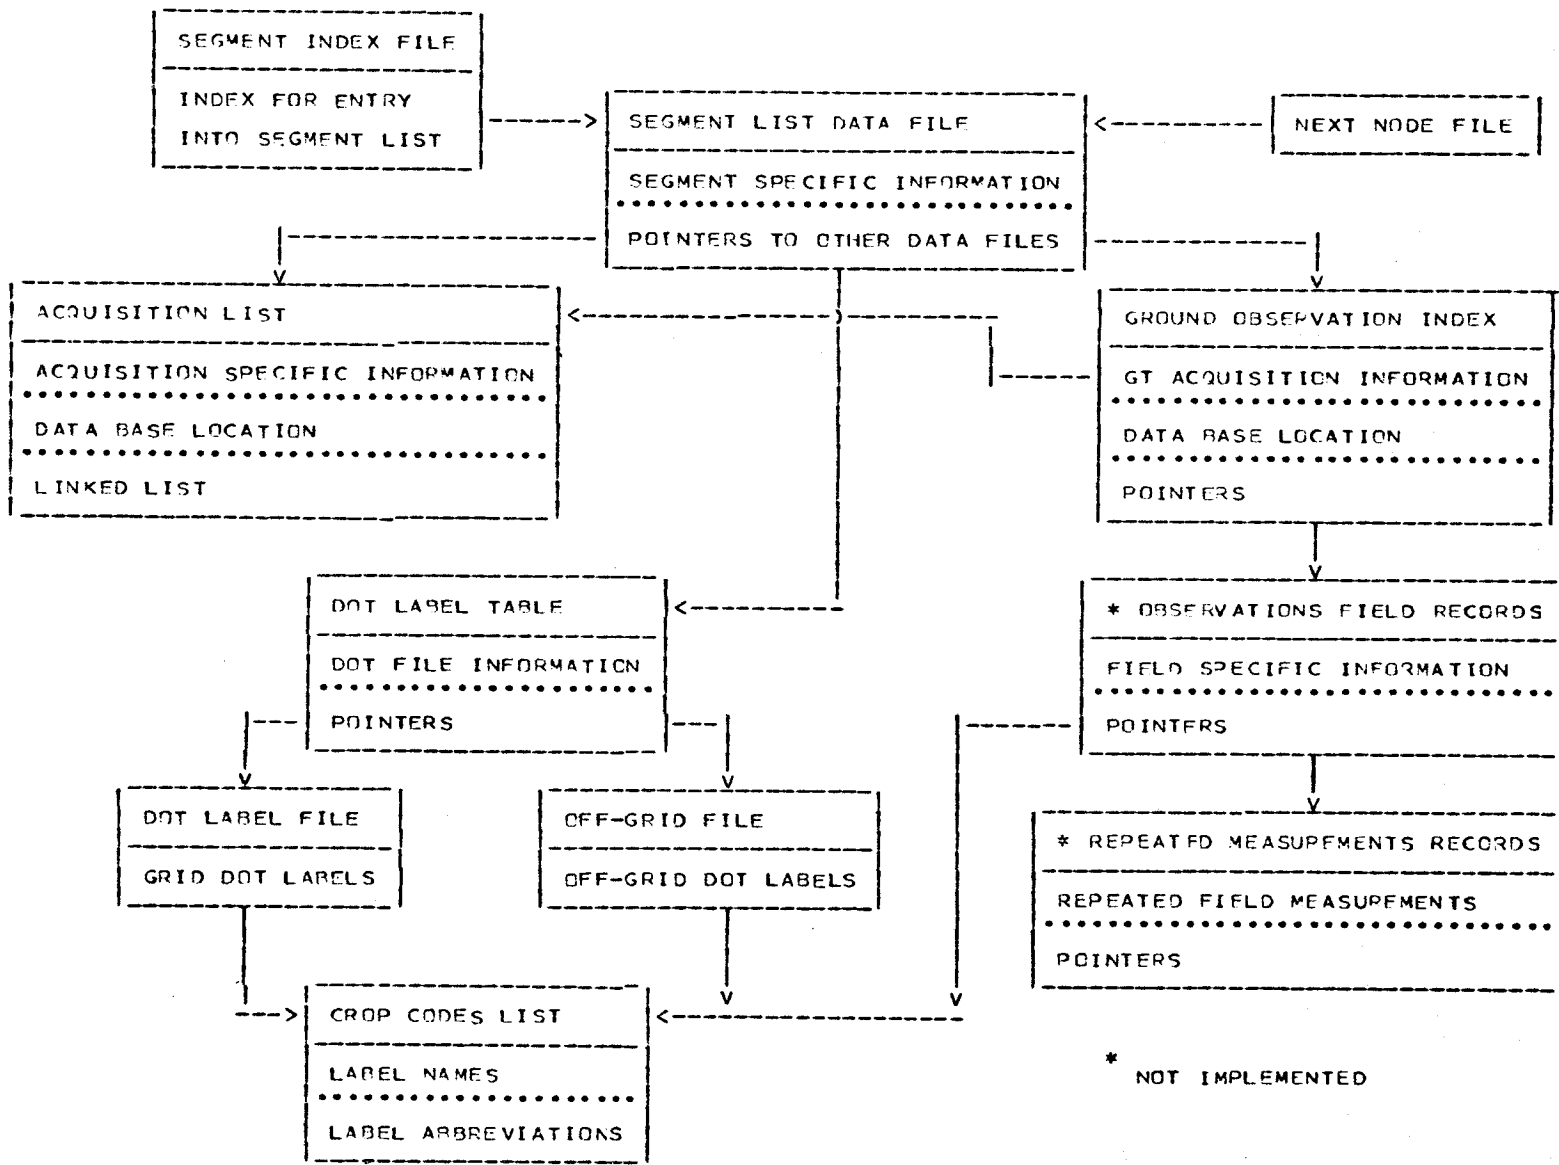 SEGMENT INDEX FILE
INDEX FOR ENTRY
INTO SEGMENT LIST
SEGMENT LIST DATA FILE
SEGMENT SPECIFIC INFORMATION
POINTERS TO OTHER DATA FILES
NEXT NODE FILE
ACQUISITION LIST
ACQUISITION SPECIFIC INFORMATION
DATA BASE LOCATION
LINKED LIST
GROUND OBSERVATION INDEX
GT ACQUISITION INFORMATION
DATA BASE LOCATION
POINTERS
DOT LABEL TABLE
DOT FILE INFORMATION
POINTERS
* OBSERVATIONS FIELD RECORDS
FIELD SPECIFIC INFORMATION
POINTERS
DOT LABEL FILE
GRID DOT LABELS
OFF-GRID FILE
OFF-GRID DOT LABELS
* REPEATED MEASUREMENTS RECORDS
REPEATED FIELD MEASUREMENTS
POINTERS
CROP CODES LIST
LABEL NAMES
LABEL ABBREVIATIONS
* NOT IMPLEMENTED